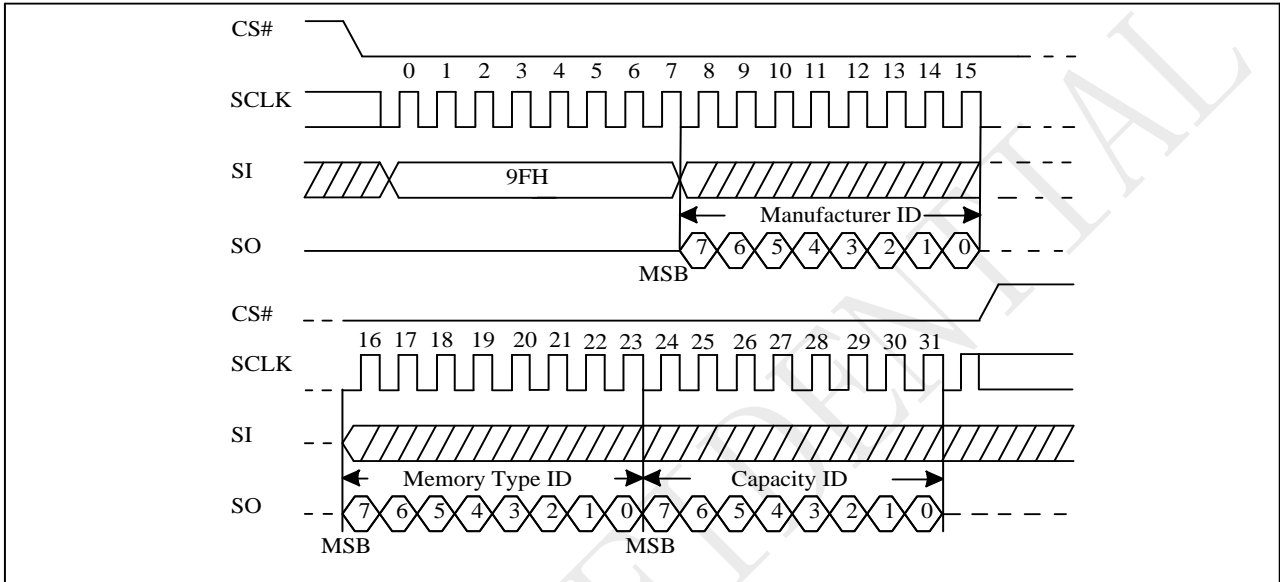 CS#
0 1 2 3 4 5 6 7 8 9 10 11 12 13 14 15
SCLK
SI
9FH
Manufacturer ID
SO
7 6 5 4 3 2 1 0
MSB
CS#
16 17 18 19 20 21 22 23 24 25 26 27 28 29 30 31
SCLK
SI
Memory Type ID Capacity ID
SO
7 6 5 4 3 2 1 0 7 6 5 4 3 2 1 0
MSB MSB
FIDENTIAL